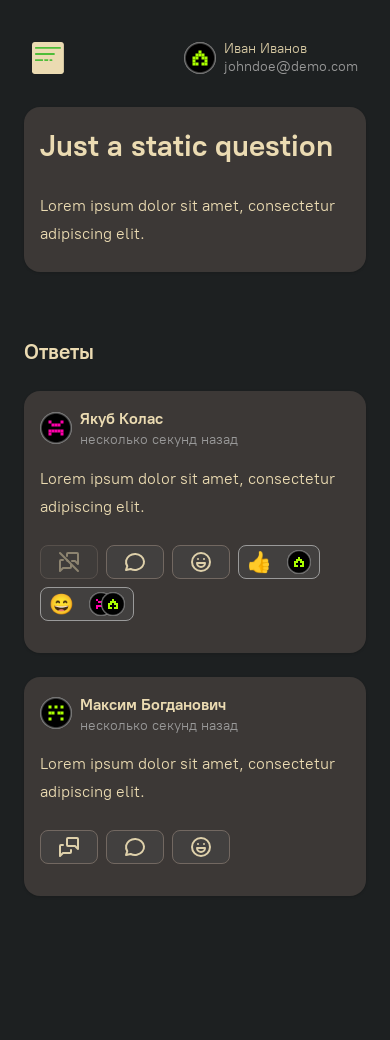 Иван Иванов
johndoe@demo.com
Just a static question
Lorem ipsum dolor sit amet, consectetur
adipiscing elit.
Ответы
Якуб Колас
несколько секунд назад
Lorem ipsum dolor sit amet, consectetur
adipiscing elit.
Максим Богданович
несколько секунд назад
Lorem ipsum dolor sit amet, consectetur
adipiscing elit.